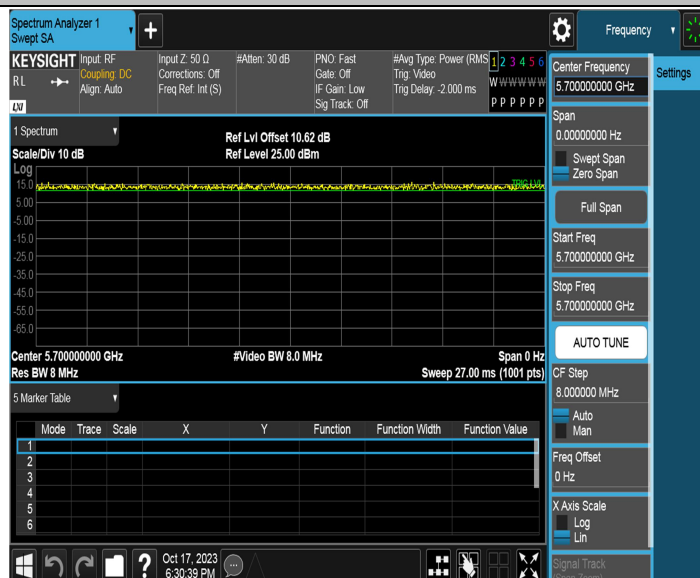 Spectrum Analyzer 1
Swept SA
Frequency
KEYSIGHT
RL
LXI
Input: RF
Coupling: DC
Align: Auto
Input Z: 50 Ω
Corrections: Off
Freq Ref: Int (S)
#Atten: 30 dB
PNO: Fast
Gate: Off
IF Gain: Low
Sig Track: Off
#Avg Type: Power (RMS
Trig: Video
Trig Delay: -2.000 ms
1 2 3 4 5 6
W W W W W W
P P P P P P
1 Spectrum
Scale/Div 10 dB
Ref Lvl Offset 10.62 dB
Ref Level 25.00 dBm
Log
15.0
5.00
-5.00
-15.0
-25.0
-35.0
-45.0
-55.0
-65.0
TRIG LVL
Center 5.700000000 GHz
#Video BW 8.0 MHz
Span 0 Hz
Res BW 8 MHz
Sweep 27.00 ms (1001 pts)
5 Marker Table
Mode Trace Scale X Y Function Function Width Function Value
1
2
3
4
5
6
Oct 17, 2023
6:30:39 PM
Center Frequency
5.700000000 GHz
Settings
Span
0.00000000 Hz
Swept Span
Zero Span
Full Span
Start Freq
5.700000000 GHz
Stop Freq
5.700000000 GHz
AUTO TUNE
CF Step
8.000000 MHz
Auto
Man
Freq Offset
0 Hz
X Axis Scale
Log
Lin
Signal Track
(Span Zoom)